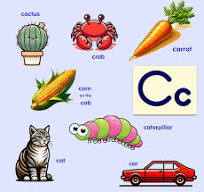 cactus
crab
carrot
corn
on the
cob
Cc
caterpillar
cat
car